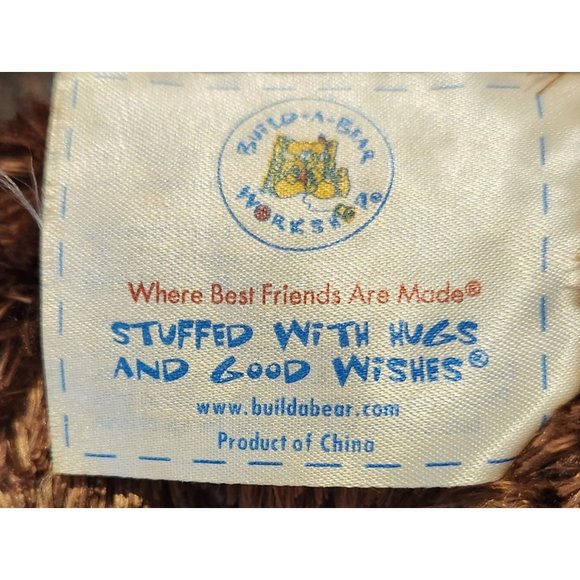 BUILD-A-BEAR
WORKSHOP®
Where Best Friends Are Made®
STUFFED WITH HUGS
AND GOOD WISHES®
www.buildabear.com
Product of China